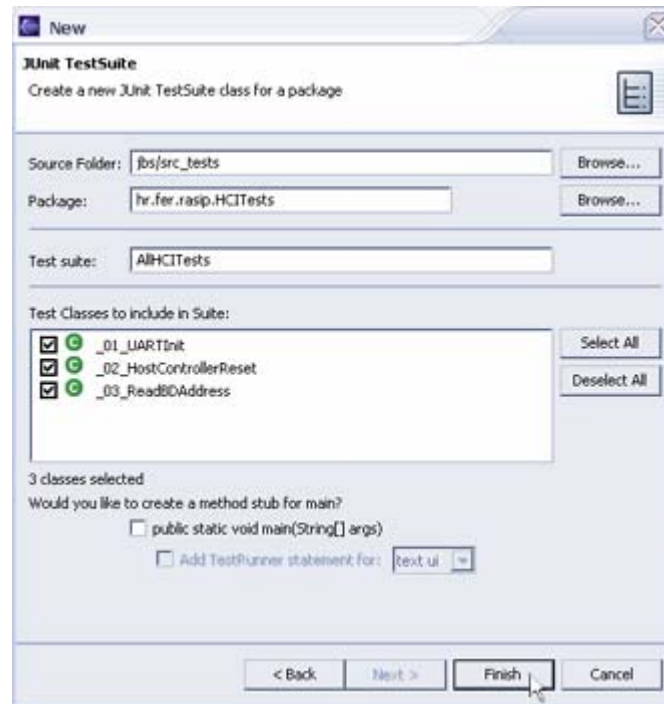 New
JUnit TestSuite
Create a new JUnit TestSuite class for a package
Source Folder: jbs/src_tests Browse...
Package: hr.fer.rasip.HCITests Browse...
Test suite: AllHCITests
Test Classes to include in Suite:
_01_UARTInit Select All
_02_HostControllerReset
_03_ReadBDAddress Deselect All
3 classes selected
Would you like to create a method stub for main?
public static void main(String[] args)
Add TestRunner statement for: text ui
< Back Next > Finish Cancel